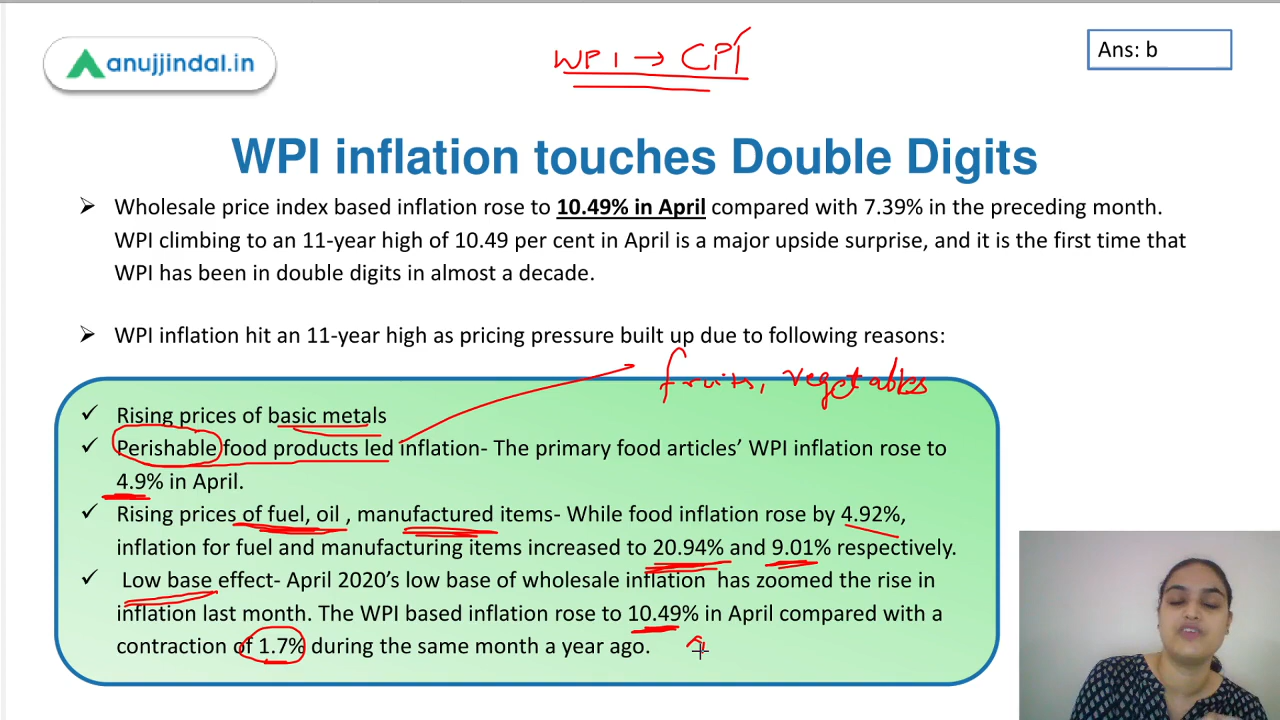 anujjindal.in
WPI → CPI
Ans: b
WPI inflation touches Double Digits
➢ Wholesale price index based inflation rose to 10.49% in April compared with 7.39% in the preceding month.
WPI climbing to an 11-year high of 10.49 per cent in April is a major upside surprise, and it is the first time that
WPI has been in double digits in almost a decade.
➢ WPI inflation hit an 11-year high as pricing pressure built up due to following reasons:
fruits, vegetables
✓ Rising prices of basic metals
✓ Perishable food products led inflation- The primary food articles’ WPI inflation rose to
4.9% in April.
✓ Rising prices of fuel, oil , manufactured items- While food inflation rose by 4.92%,
inflation for fuel and manufacturing items increased to 20.94% and 9.01% respectively.
✓ Low base effect- April 2020’s low base of wholesale inflation has zoomed the rise in
inflation last month. The WPI based inflation rose to 10.49% in April compared with a
contraction of 1.7% during the same month a year ago.